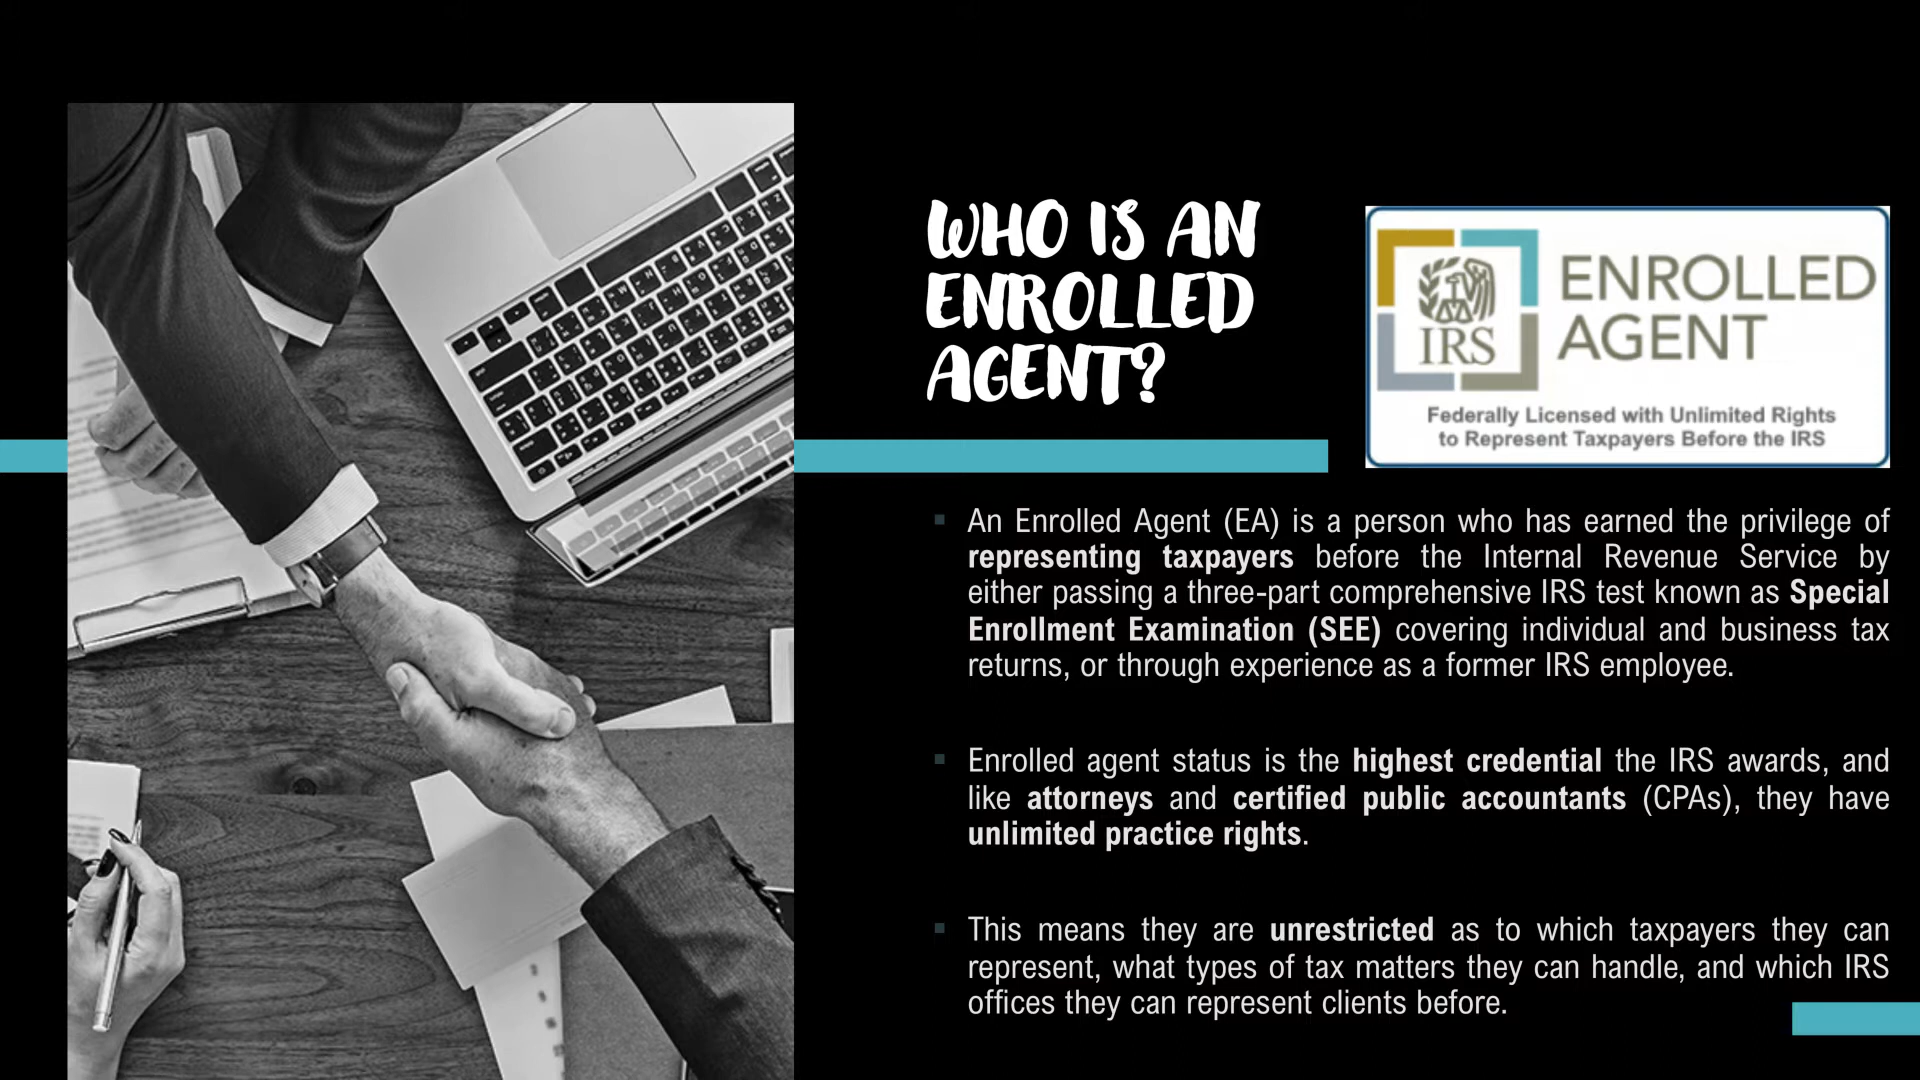 WHO IS AN
ENROLLED
AGENT?
IRS
ENROLLED
AGENT
Federally Licensed with Unlimited Rights
to Represent Taxpayers Before the IRS
An Enrolled Agent (EA) is a person who has earned the privilege of
representing taxpayers before the Internal Revenue Service by
either passing a three-part comprehensive IRS test known as Special
Enrollment Examination (SEE) covering individual and business tax
returns, or through experience as a former IRS employee.
Enrolled agent status is the highest credential the IRS awards, and
like attorneys and certified public accountants (CPAs), they have
unlimited practice rights.
This means they are unrestricted as to which taxpayers they can
represent, what types of tax matters they can handle, and which IRS
offices they can represent clients before.